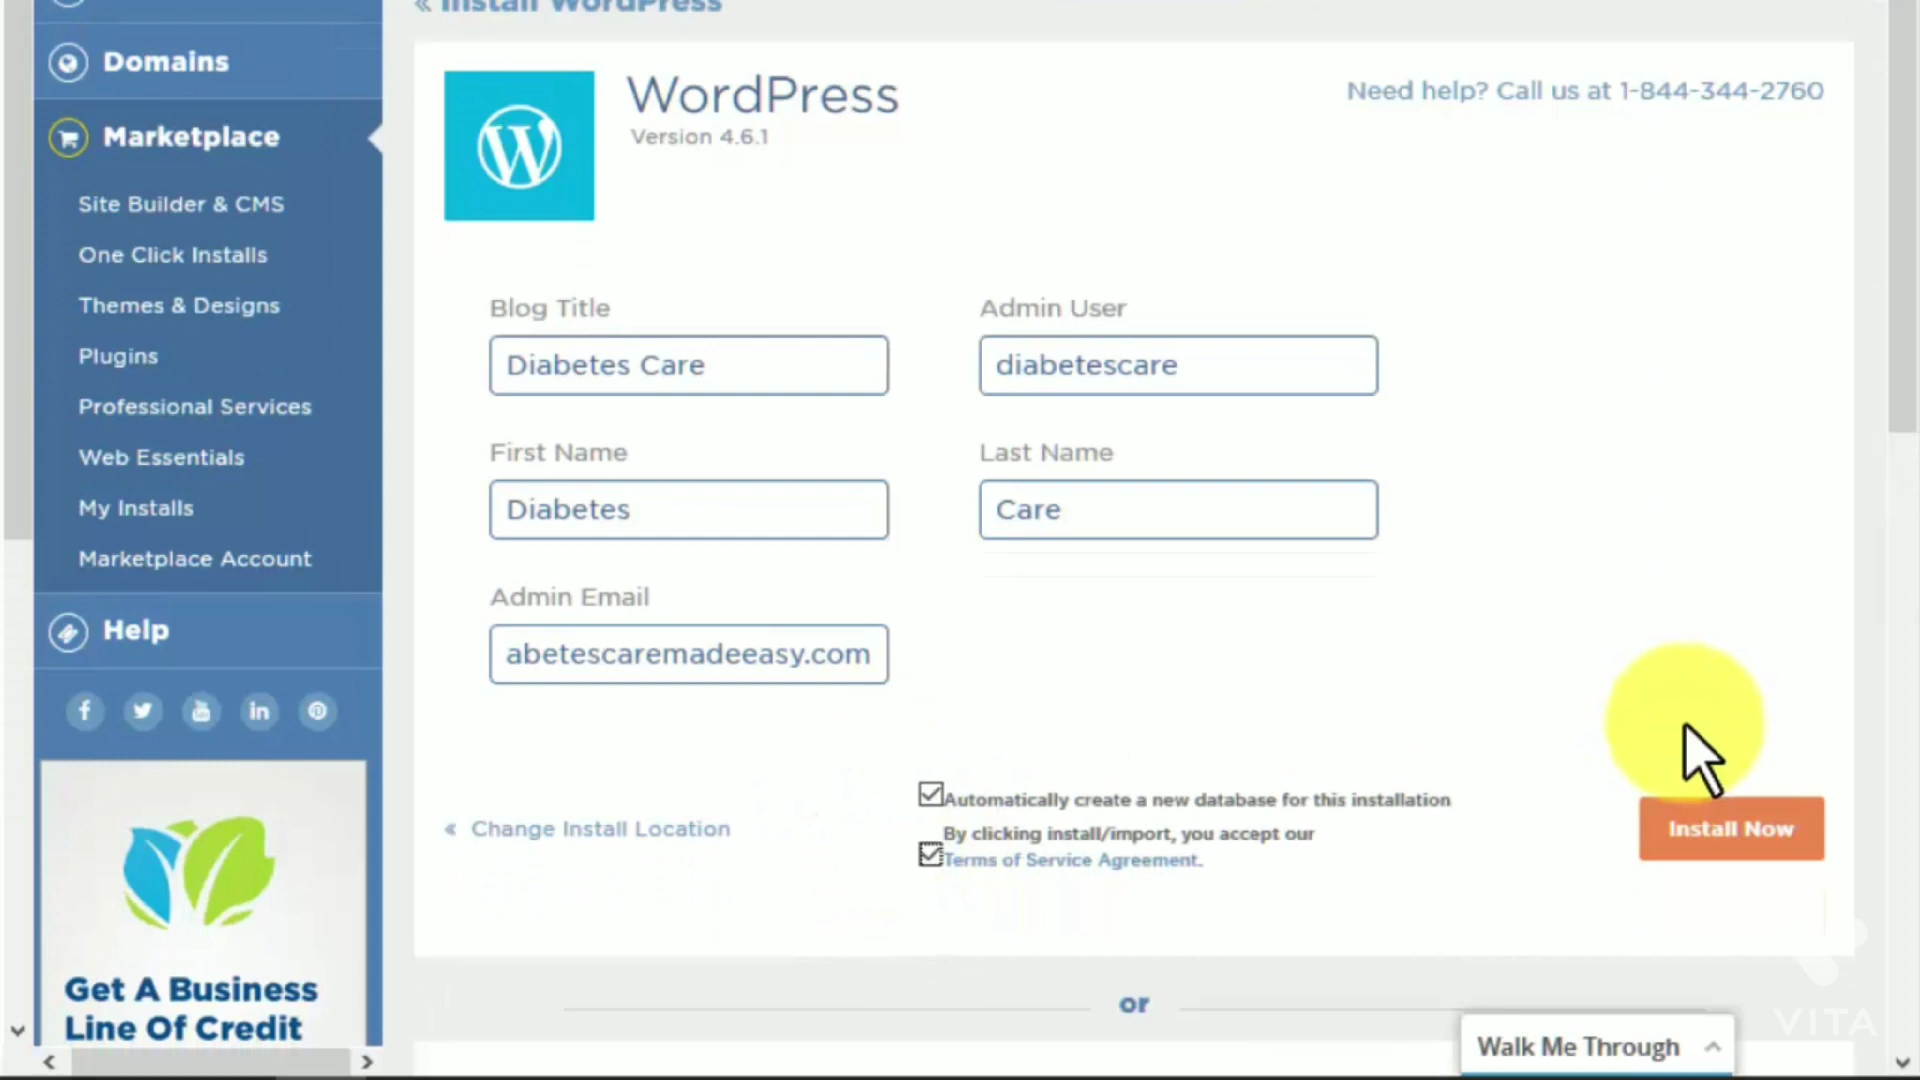 « Install WordPress
Domains
Marketplace
Site Builder & CMS
One Click Installs
Themes & Designs
Plugins
Professional Services
Web Essentials
My Installs
Marketplace Account
Help
f
in
Get A Business
Line Of Credit
W
WordPress
Version 4.6.1
Need help? Call us at 1-844-344-2760
Blog Title
Diabetes Care
Admin User
diabetescare
First Name
Diabetes
Last Name
Care
Admin Email
abetescaremadeeasy.com
« Change Install Location
Automatically create a new database for this installation
By clicking install/import, you accept our
Terms of Service Agreement.
Install Now
or
Walk Me Through
VITA